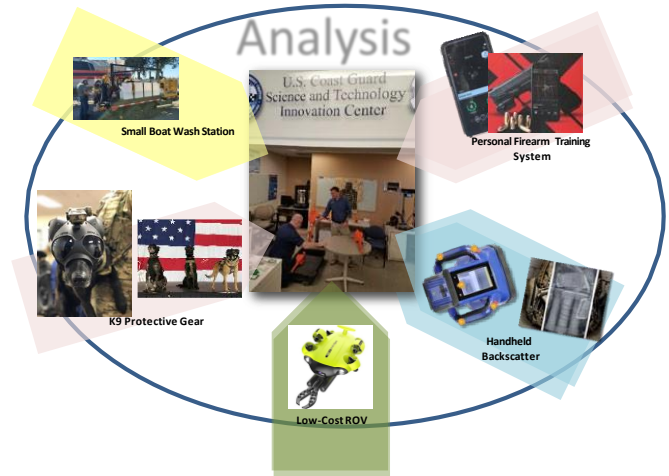 Analysis
U.S. Coast Guard
Science and Technology
Innovation Center
Small Boat Wash Station
Personal Firearm Training
System
K9 Protective Gear
Handheld
Backscatter
Low-Cost ROV